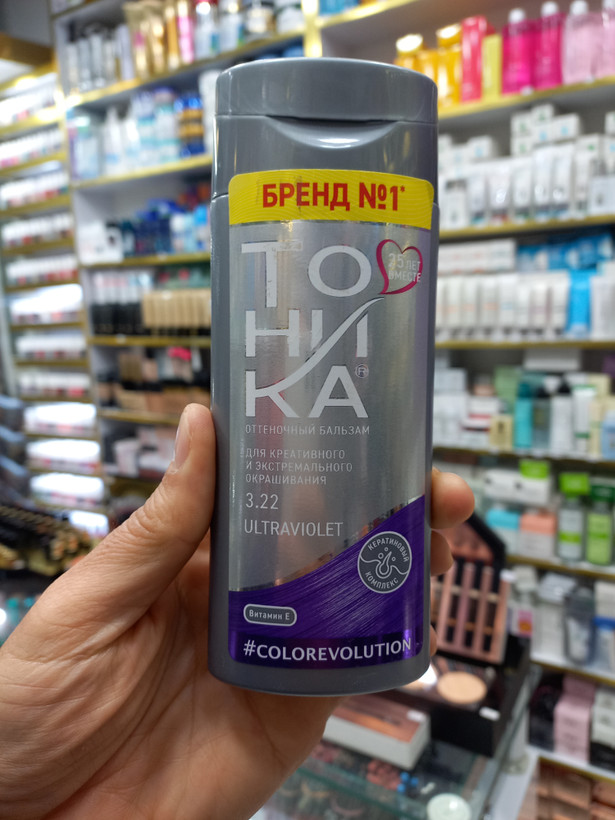 БРЕНД №1*
ТО
НИ
КА®
35 ЛЕТ
ВМЕСТЕ
ОТТЕНОЧНЫЙ БАЛЬЗАМ
ДЛЯ КРЕАТИВНОГО
И ЭКСТРЕМАЛЬНОГО
ОКРАШИВАНИЯ
3.22
ULTRAVIOLET
КЕРАТИНОВЫЙ
КОМПЛЕКС
Витамин Е
#COLOREVOLUTION